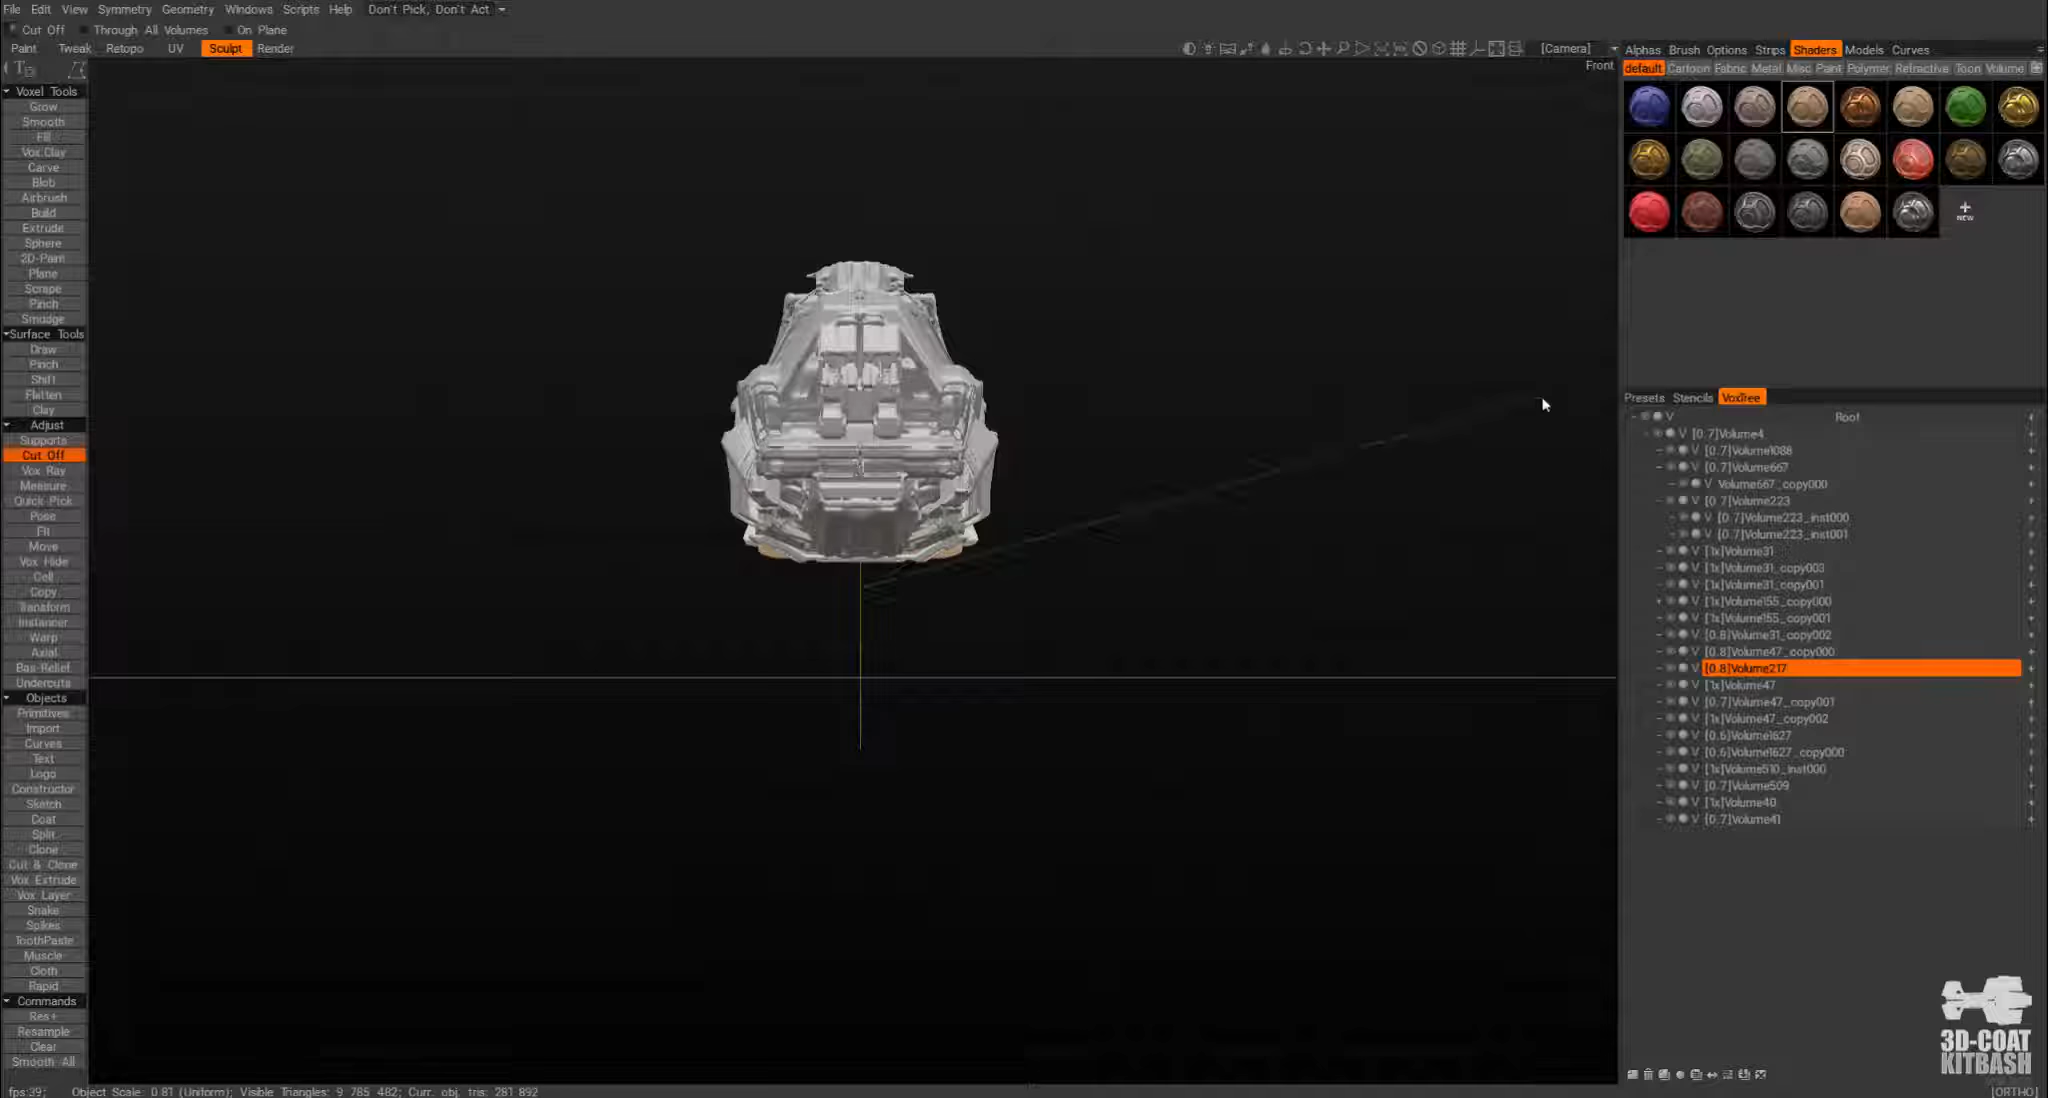 File Edit View Symmetry Geometry Windows Scripts Help Don't Pick, Don't Act
Cut Off Through All Volumes On Plane
Paint Tweak Retopo UV Sculpt Render
[Camera]
Front
Alphas Brush Options Strips Shaders Models Curves
default Cartoon Fabric Metal Misc Paint Polymer Refractive Toon Volume
NEW
Voxel Tools
Grow
Smooth
Fill
Vox Clay
Carve
Blob
Airbrush
Build
Extrude
Sphere
2D-Paint
Plane
Scrape
Pinch
Smudge
Surface Tools
Draw
Pinch
Shift
Flatten
Clay
Adjust
Supports
Cut Off
Vox Ray
Measure
Quick Pick
Pose
Fit
Move
Vox Hide
Cell
Copy
Transform
Instancer
Warp
Axial
Bas-Relief
Undercuts
Objects
Primitives
Import
Curves
Text
Logo
Constructor
Sketch
Coat
Split
Clone
Cut & Clone
Vox Extrude
Vox Layer
Snake
Spikes
ToothPaste
Muscle
Cloth
Rapid
Commands
Res+
Resample
Clear
Smooth All
Presets Stencils VoxTree
V Root
V [0.7]Volume4
V [0.7]Volume1088
V [0.7]Volume667
V Volume667_copy000
V [0.7]Volume223
V [0.7]Volume223_inst000
V [0.7]Volume223_inst001
V [1x]Volume31
V [1x]Volume31_copy003
V [1x]Volume31_copy001
V [1x]Volume155_copy000
V [1x]Volume155_copy001
V [0.8]Volume31_copy002
V [0.8]Volume47_copy000
V [0.8]Volume217
V [1x]Volume47
V [0.7]Volume47_copy001
V [1x]Volume47_copy002
V [0.6]Volume1627
V [0.6]Volume1627_copy000
V [1x]Volume510_inst000
V [0.7]Volume509
V [1x]Volume40
V [0.7]Volume41
3D-COAT
KITBASH
fps:39; Object Scale: 0.81 (Uniform); Visible Triangles: 9 785 482; Curr. obj. tris: 281 892
[ORTHO]